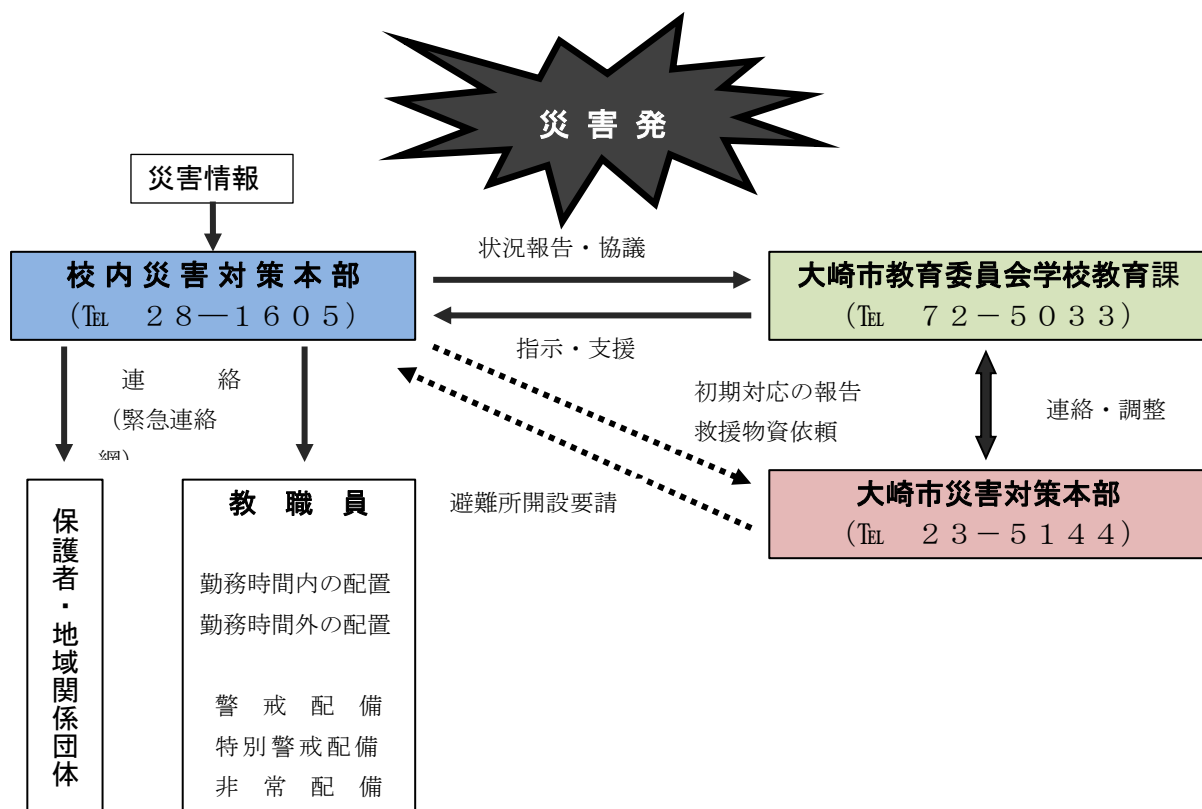 災害発
災害情報
状況報告・協議
校内災害対策本部
(℡ 28―1605)
大崎市教育委員会学校教育課
(℡ 72－5033)
指示・支援
連　　絡
(緊急連絡
網)
初期対応の報告
救援物資依頼
連絡・調整
避難所開設要請
大崎市災害対策本部
(℡ 23－5144)
保護者・地域関係団体
教　職　員
勤務時間内の配置
勤務時間外の配置
警　戒　配　備
特別警戒配備
非　常　配　備